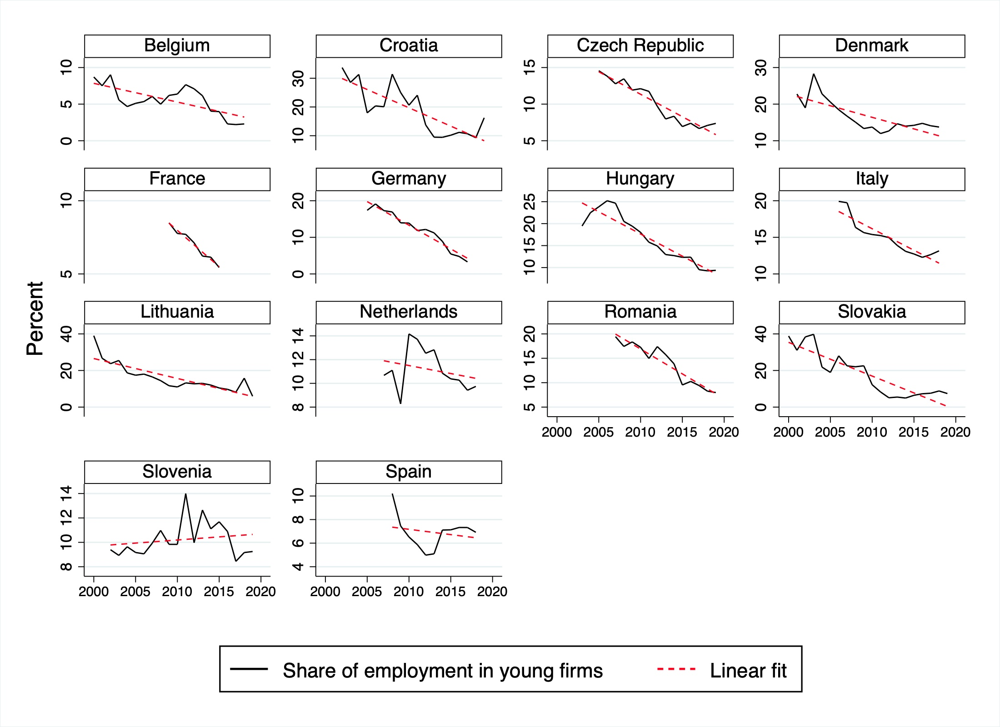 Percent
Belgium
10
5
0
Croatia
30
20
10
Czech Republic
15
10
5
Denmark
30
20
10
France
10
5
Germany
20
10
0
Hungary
25
20
15
10
Italy
20
15
10
Lithuania
40
20
0
Netherlands
14
12
10
8
Romania
20
15
10
5
2000 2005 2010 2015 2020
Slovakia
40
20
0
2000 2005 2010 2015 2020
Slovenia
14
12
10
8
2000 2005 2010 2015 2020
Spain
10
8
6
4
2000 2005 2010 2015 2020
Share of employment in young firms
Linear fit